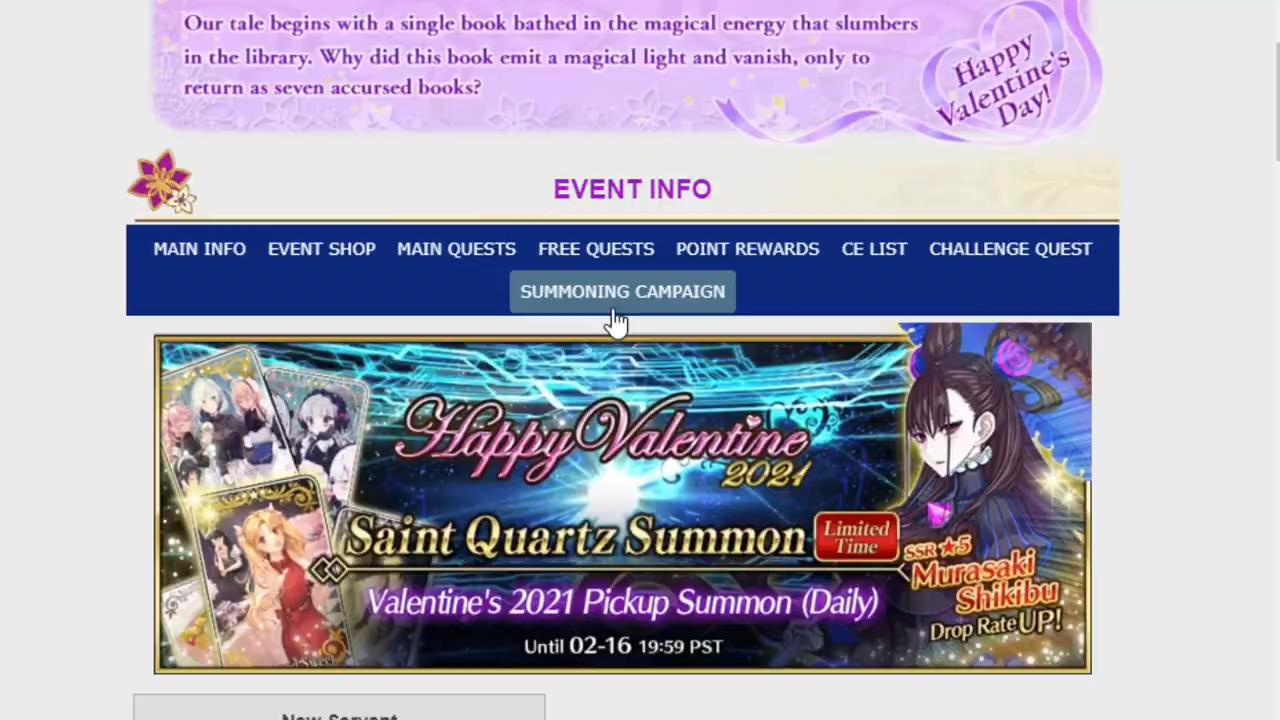 Our tale begins with a single book bathed in the magical energy that slumbers
in the library. Why did this book emit a magical light and vanish, only to
return as seven accursed books?
Happy
Valentine's
Day!
EVENT INFO
MAIN INFO EVENT SHOP MAIN QUESTS FREE QUESTS POINT REWARDS CE LIST CHALLENGE QUEST
SUMMONING CAMPAIGN
Happy Valentine
2021
Saint Quartz Summon
Limited
Time
Valentine's 2021 Pickup Summon (Daily)
Until 02-16 19:59 PST
SSR ★5
Murasaki
Shikibu
Drop Rate UP!
New Servant